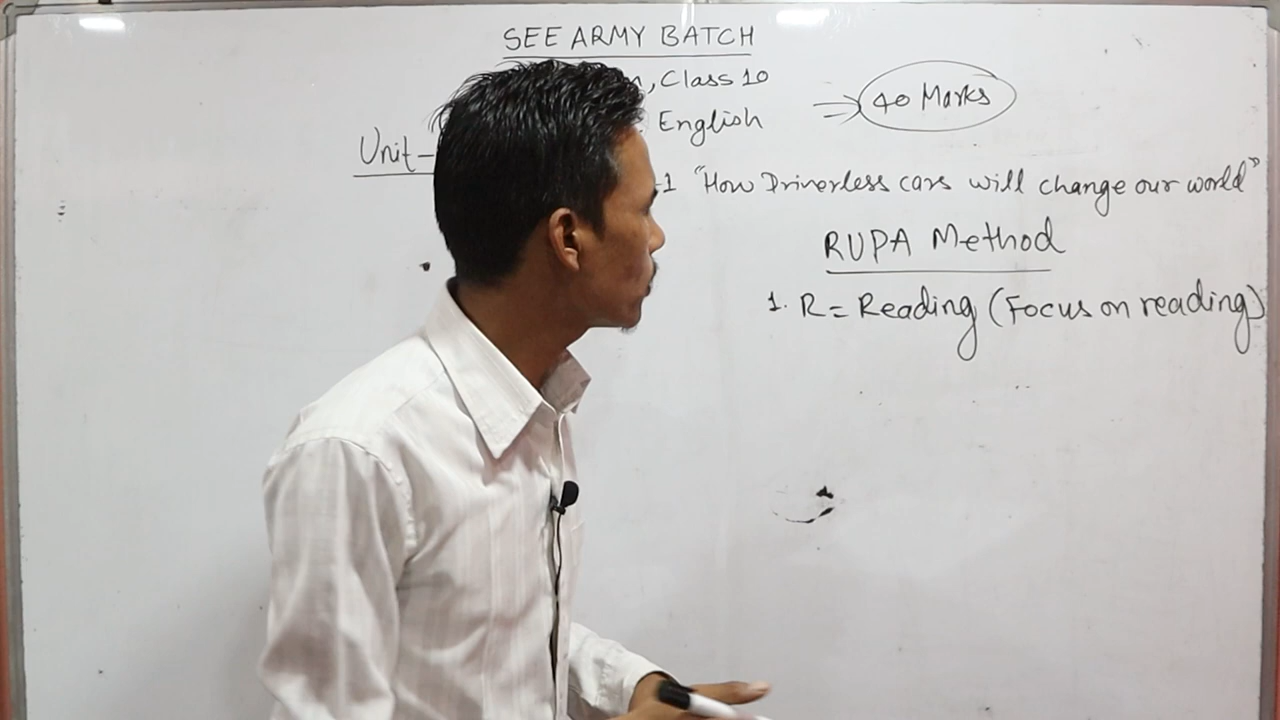 SEE ARMY BATCH
, Class 10
English
⇒ 40 Marks
Unit-
-1 "How Driverless cars will change our world"
RUPA Method
1. R = Reading (Focus on reading)